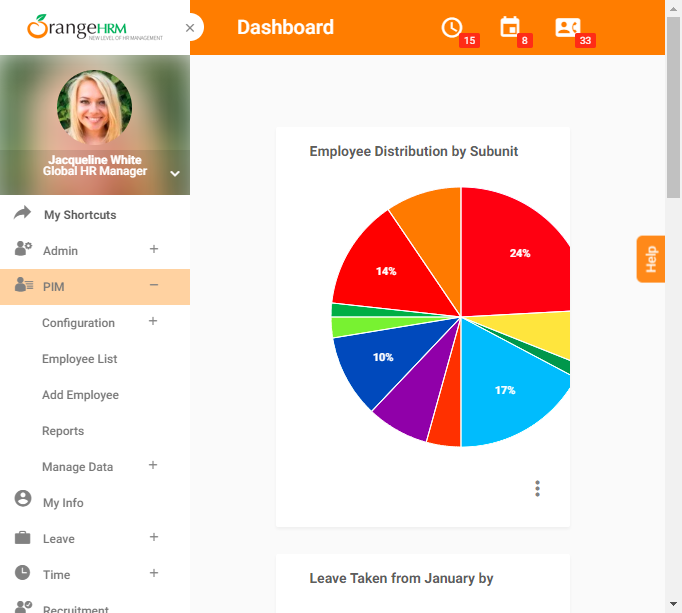 OrangeHRM
NEW LEVEL OF HR MANAGEMENT
Dashboard
15
8
33
Jacqueline White
Global HR Manager
My Shortcuts
Admin
PIM
Configuration
Employee List
Add Employee
Reports
Manage Data
My Info
Leave
Time
Recruitment
Employee Distribution by Subunit
24%
14%
10%
17%
Help
Leave Taken from January by